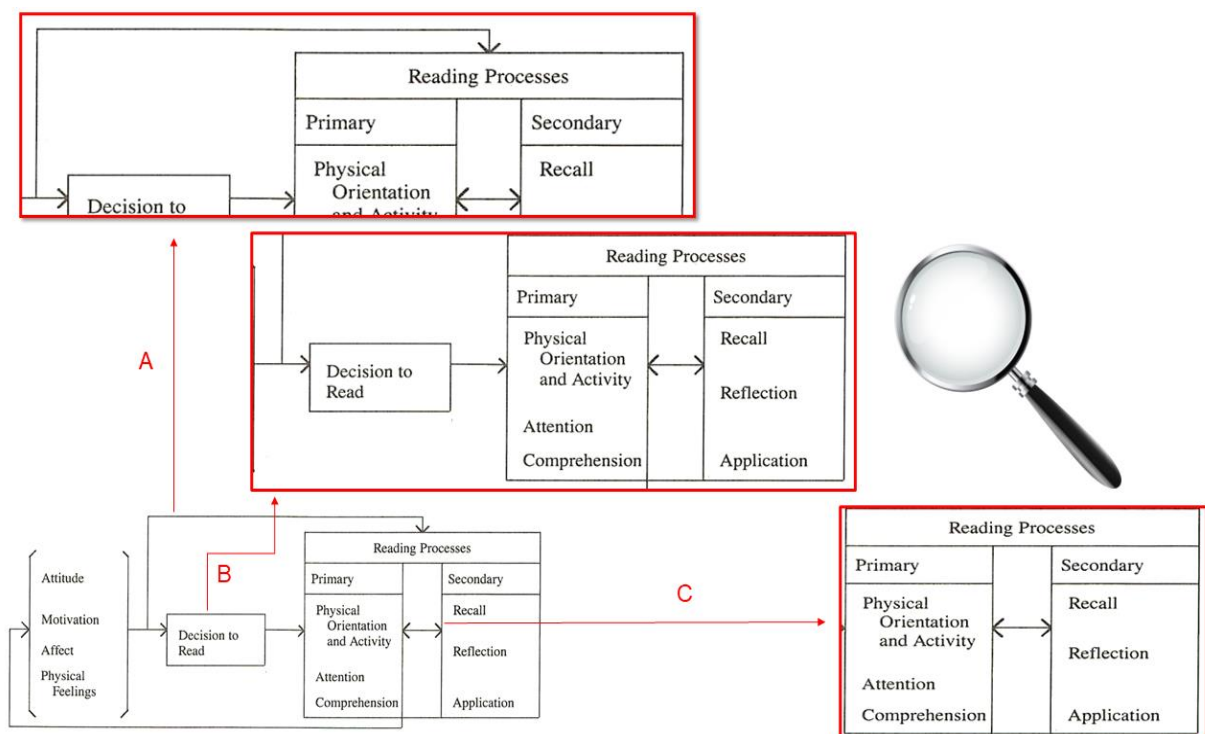 Reading Processes
Primary
Secondary
Physical
Orientation
and Activity
Recall
Decision to
A
Reading Processes
Primary
Secondary
Physical
Orientation
and Activity
Recall
Decision to
Read
Reflection
Attention
Comprehension
Application
B
Attitude
Motivation
Affect
Physical
Feelings
Decision to
Read
Reading Processes
Primary
Secondary
Physical
Orientation
and Activity
Recall
Reflection
Attention
Comprehension
Application
C
Reading Processes
Primary
Secondary
Physical
Orientation
and Activity
Recall
Reflection
Attention
Comprehension
Application